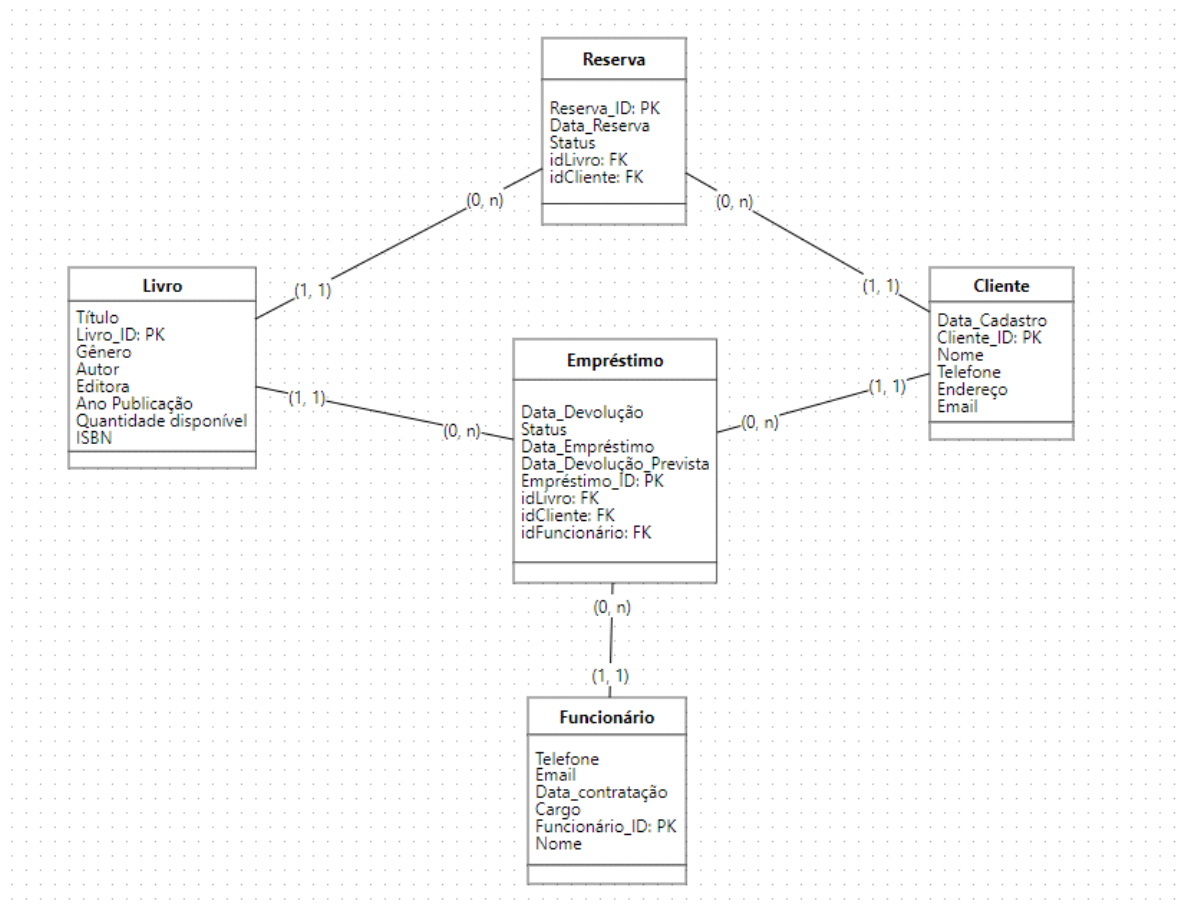 Reserva
Reserva_ID: PK
Data_Reserva
Status
idLivro: FK
idCliente: FK
(0, n)
(0, n)
(1, 1)
(1, 1)
Livro
Título
Livro_ID: PK
Gênero
Autor
Editora
Ano Publicação
Quantidade disponível
ISBN
Cliente
Data_Cadastro
Cliente_ID: PK
Nome
Telefone
Endereço
Email
(1, 1)
(0, n)
Empréstimo
Data_Devolução
Status
Data_Empréstimo
Data_Devolução_Prevista
Empréstimo_ID: PK
idLivro: FK
idCliente: FK
idFuncionário: FK
(1, 1)
(0, n)
(0, n)
(1, 1)
Funcionário
Telefone
Email
Data_contratação
Cargo
Funcionário_ID: PK
Nome